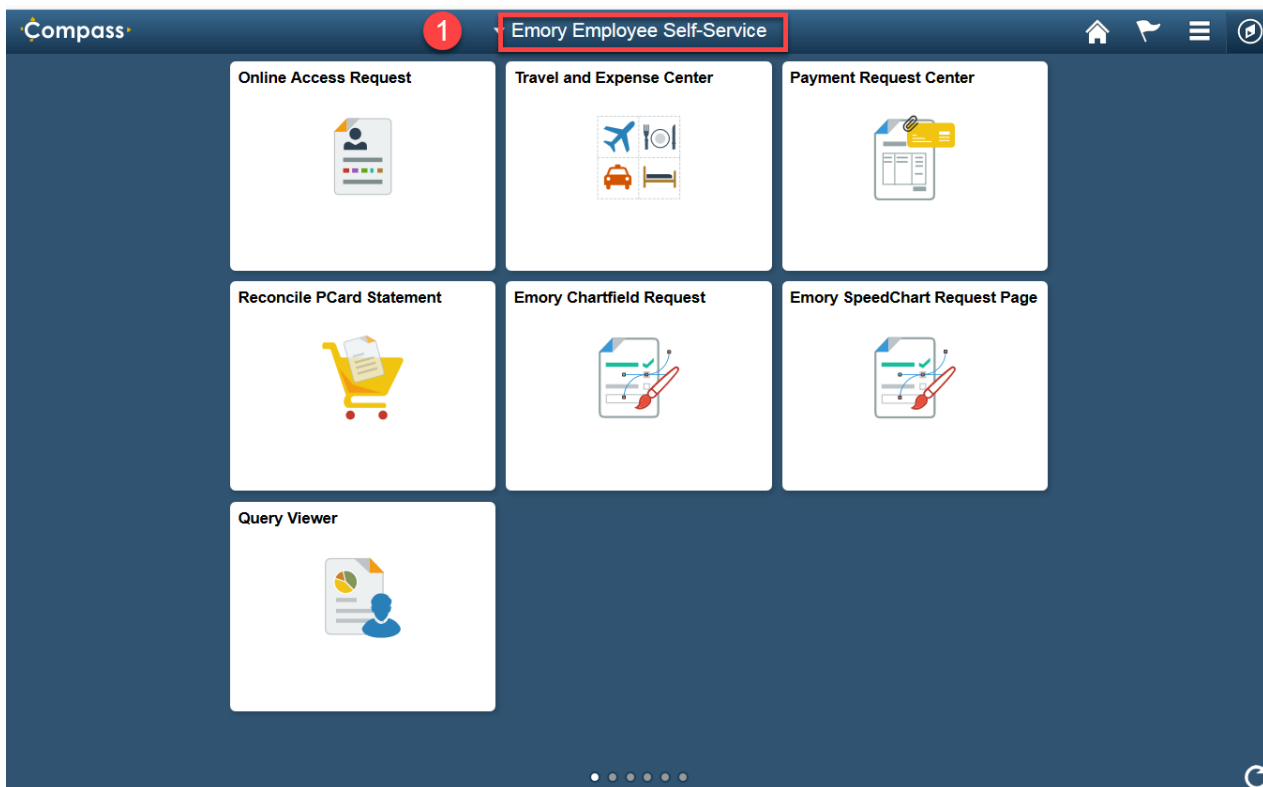 Compass
1
Emory Employee Self-Service
Online Access Request
Travel and Expense Center
Payment Request Center
Reconcile PCard Statement
Emory Chartfield Request
Emory SpeedChart Request Page
Query Viewer